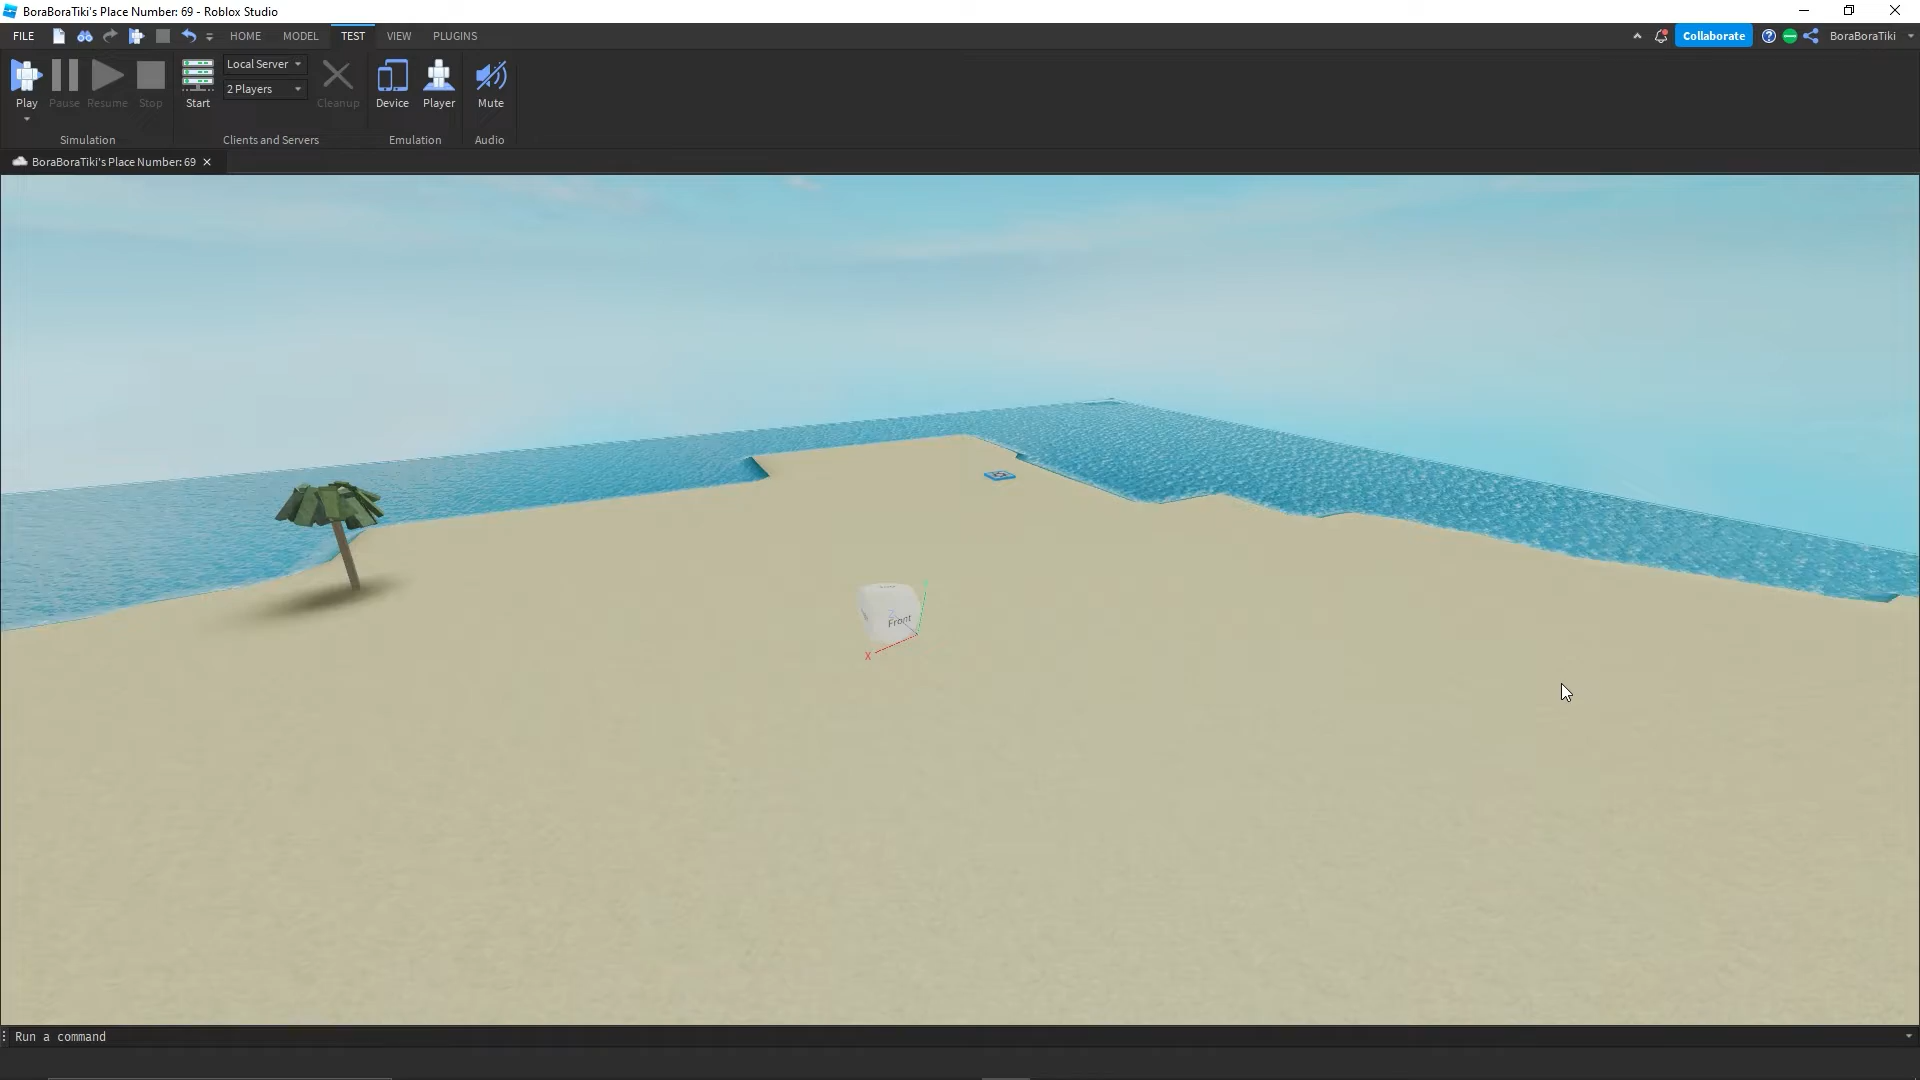 BoraBoraTiki's Place Number: 69 - Roblox Studio
FILE HOME MODEL TEST VIEW PLUGINS Collaborate BoraBoraTiki
Play Pause Resume Stop
Start
Local Server
2 Players
Cleanup
Device Player
Mute
Simulation Clients and Servers Emulation Audio
BoraBoraTiki's Place Number: 69
Front
X
Run a command